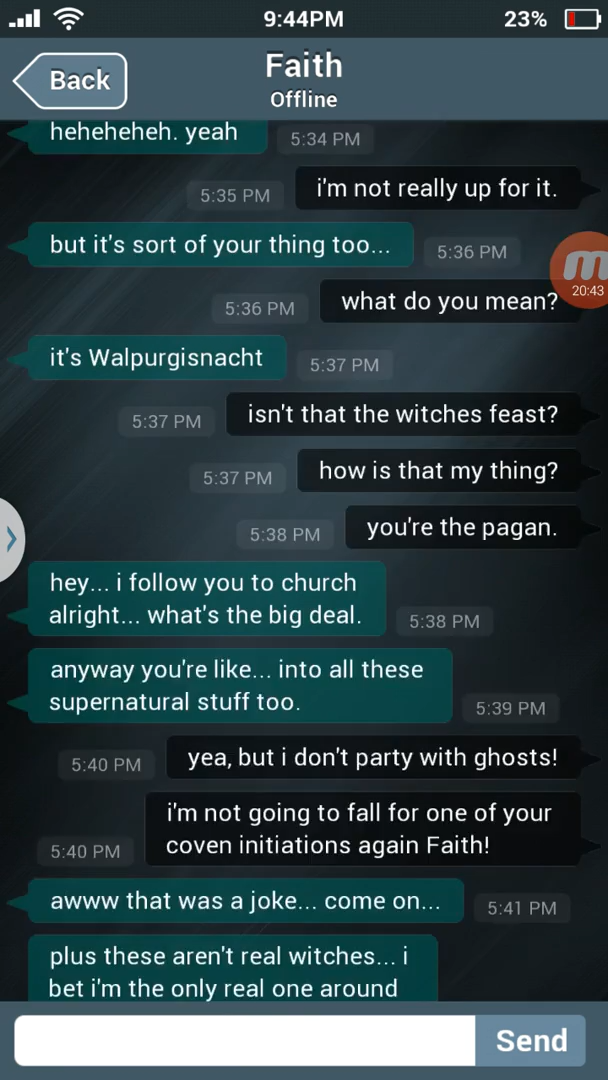 9:44PM
23%
Back
Faith
Offline
heheheheh. yeah
5:34 PM
i'm not really up for it.
5:35 PM
but it's sort of your thing too...
5:36 PM
what do you mean?
5:36 PM
it's Walpurgisnacht
5:37 PM
isn't that the witches feast?
5:37 PM
how is that my thing?
5:37 PM
you're the pagan.
5:38 PM
hey... i follow you to church
alright... what's the big deal.
5:38 PM
anyway you're like... into all these
supernatural stuff too.
5:39 PM
yea, but i don't party with ghosts!
5:40 PM
i'm not going to fall for one of your
coven initiations again Faith!
5:40 PM
awww that was a joke... come on...
5:41 PM
plus these aren't real witches... i
bet i'm the only real one around
Send
m
20:43